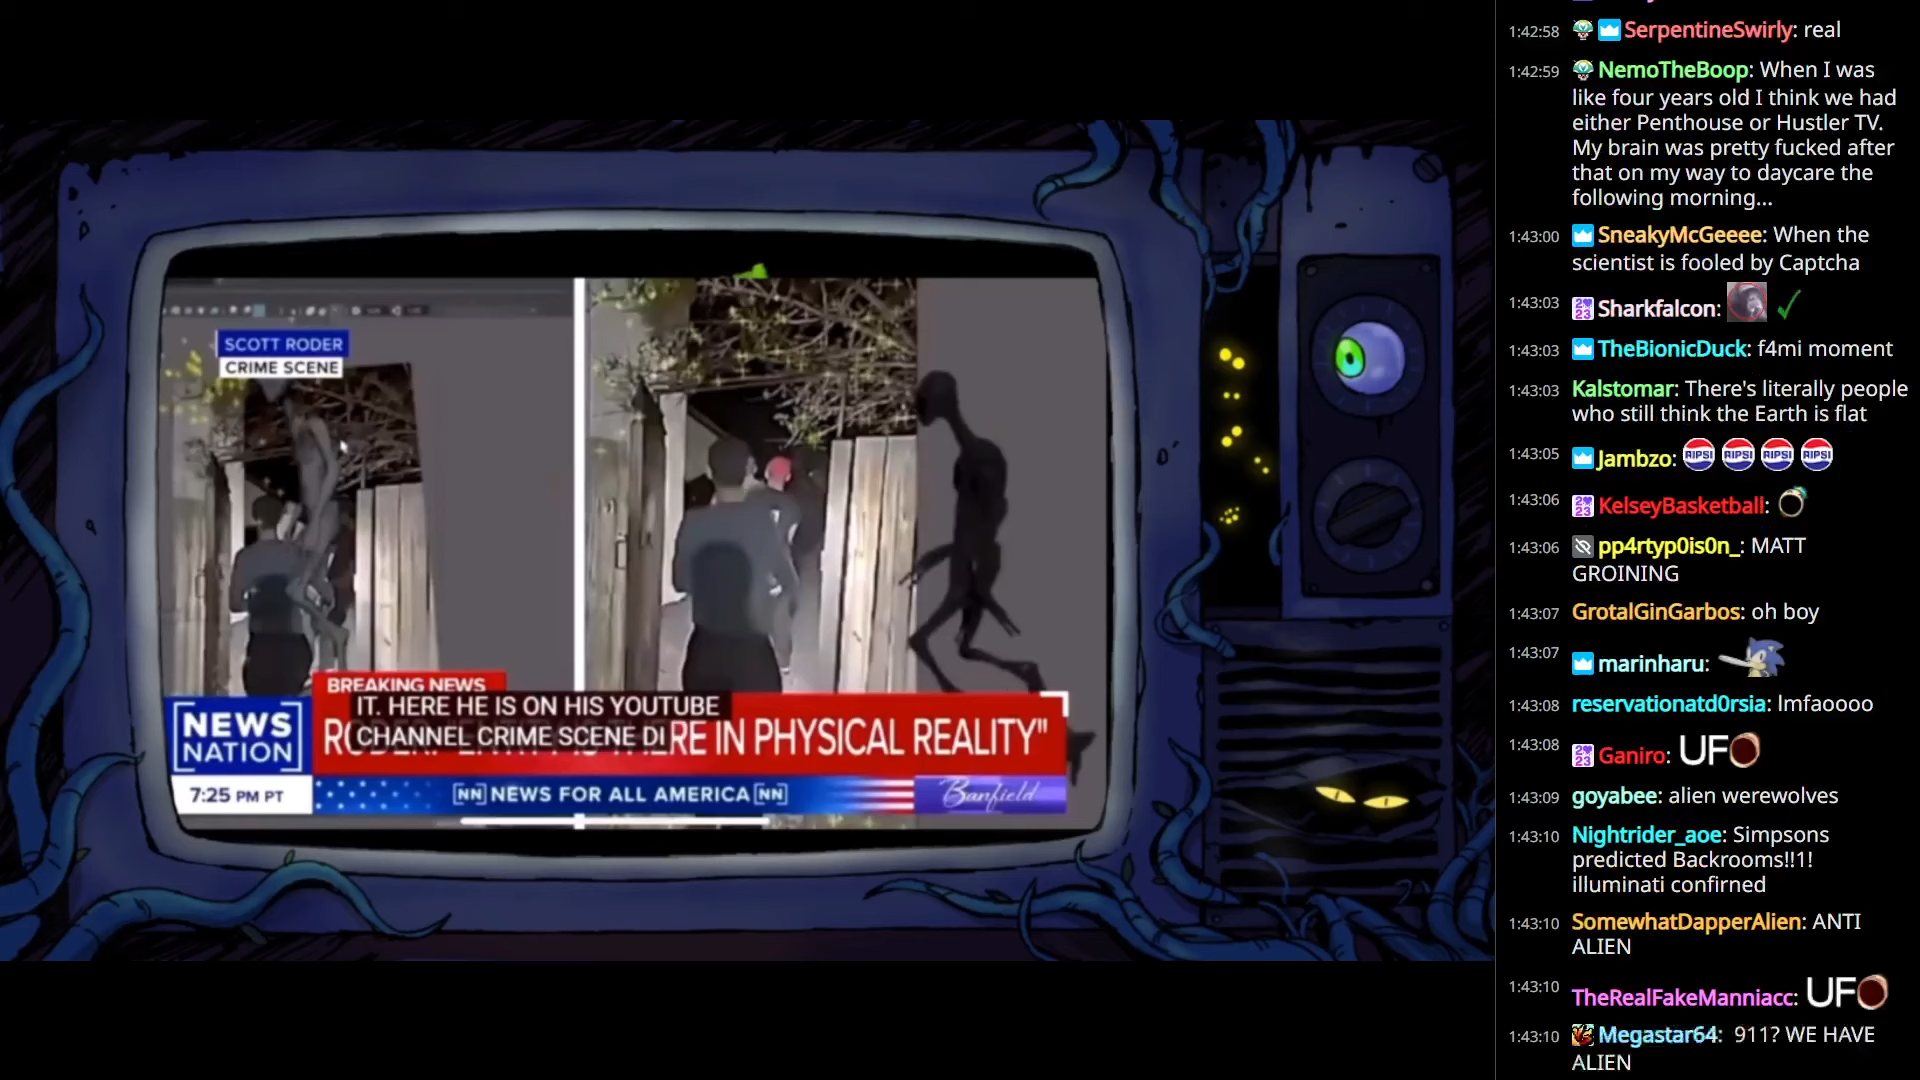 SCOTT RODER
CRIME SCENE
BREAKING NEWS
IT. HERE HE IS ON HIS YOUTUBE
CHANNEL CRIME SCENE DI
RE IN PHYSICAL REALITY"
NEWS
NATION
7:25 PM PT
NN NEWS FOR ALL AMERICA NN
Banfield
1:42:58 SerpentineSwirly: real
1:42:59 NemoTheBoop: When I was
like four years old I think we had
either Penthouse or Hustler TV.
My brain was pretty fucked after
that on my way to daycare the
following morning...
1:43:00 SneakyMcGeeee: When the
scientist is fooled by Captcha
1:43:03 Sharkfalcon:
1:43:03 TheBionicDuck: f4mi moment
1:43:03 Kalstomar: There's literally people
who still think the Earth is flat
1:43:05 Jambzo: RIPSI RIPSI RIPSI RIPSI
1:43:06 KelseyBasketball:
1:43:06 pp4rtyp0is0n_: MATT
GROINING
1:43:07 GrotalGinGarbos: oh boy
1:43:07 marinharu:
1:43:08 reservationatd0rsia: lmfaoooo
1:43:08 Ganiro: UFO
1:43:09 goyabee: alien werewolves
1:43:10 Nightrider_aoe: Simpsons
predicted Backrooms!!1!
illuminati confirmed
1:43:10 SomewhatDapperAlien: ANTI
ALIEN
1:43:10 TheRealFakeManniacc: UFO
1:43:10 Megastar64: 911? WE HAVE
ALIEN